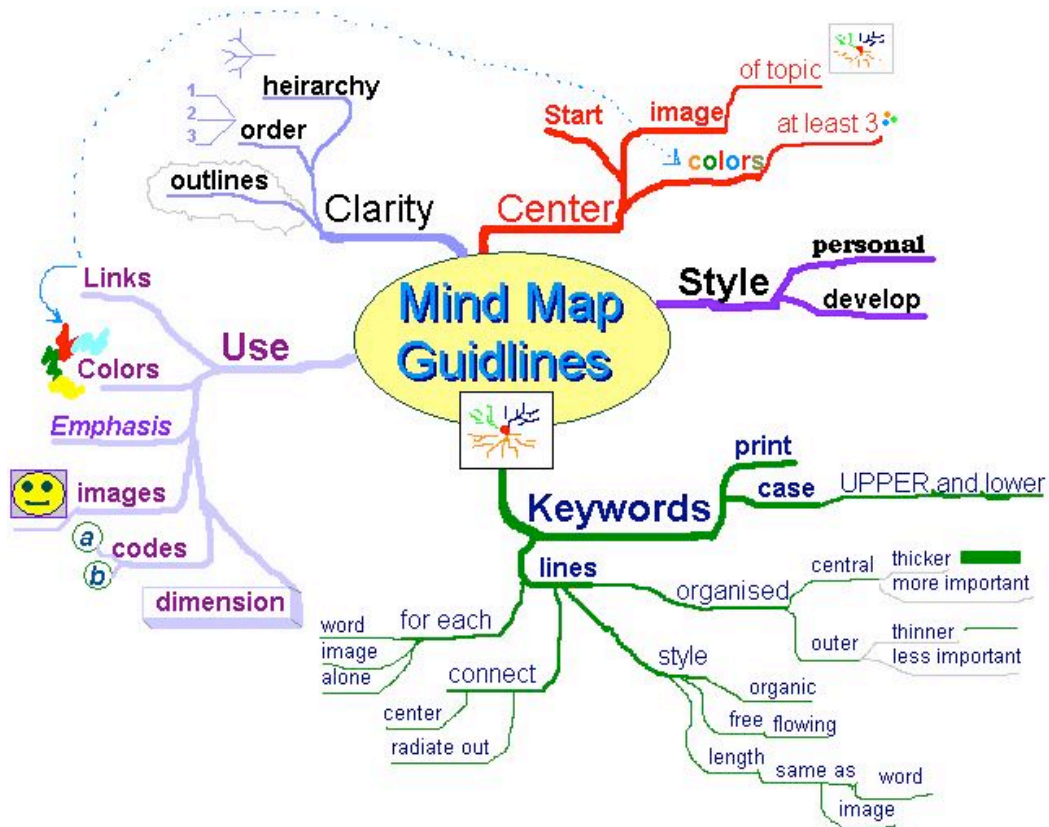 Mind Map
Guidlines
Center
Start
image
of topic
colors
at least 3
Style
personal
develop
Keywords
print
case
UPPER and lower
lines
organised
central
thicker
more important
outer
thinner
less important
style
organic
free flowing
length
same as
word
image
connect
center
radiate out
for each
word
image
alone
Use
Links
Colors
Emphasis
images
codes
a
b
dimension
Clarity
heirarchy
order
1
2
3
outlines